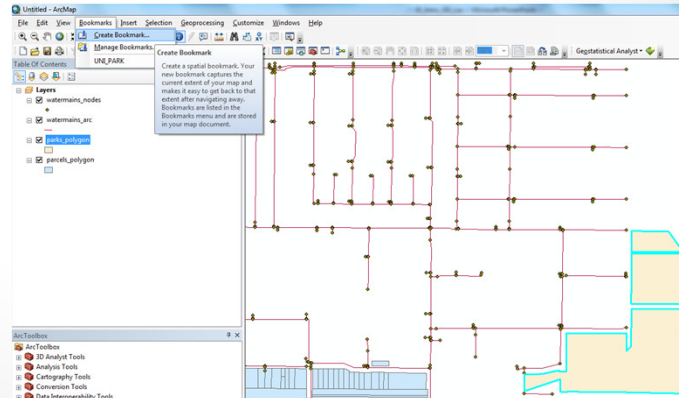 Untitled - ArcMap
File Edit View Bookmarks Insert Selection Geoprocessing Customize Windows Help
Create Bookmark...
Manage Bookmarks...
UNI_PARK
Create Bookmark
Create a spatial bookmark. Your
new bookmark captures the
current extent of your map and
makes it easy to get back to that
extent after navigating away.
Bookmarks are listed in the
Bookmarks menu and are stored
in your map document.
Geostatistical Analyst
Table Of Contents
Layers
watermains_nodes
watermains_arc
parks_polygon
parcels_polygon
ArcToolbox
ArcToolbox
3D Analyst Tools
Analysis Tools
Cartography Tools
Conversion Tools
Data Interoperability Tools